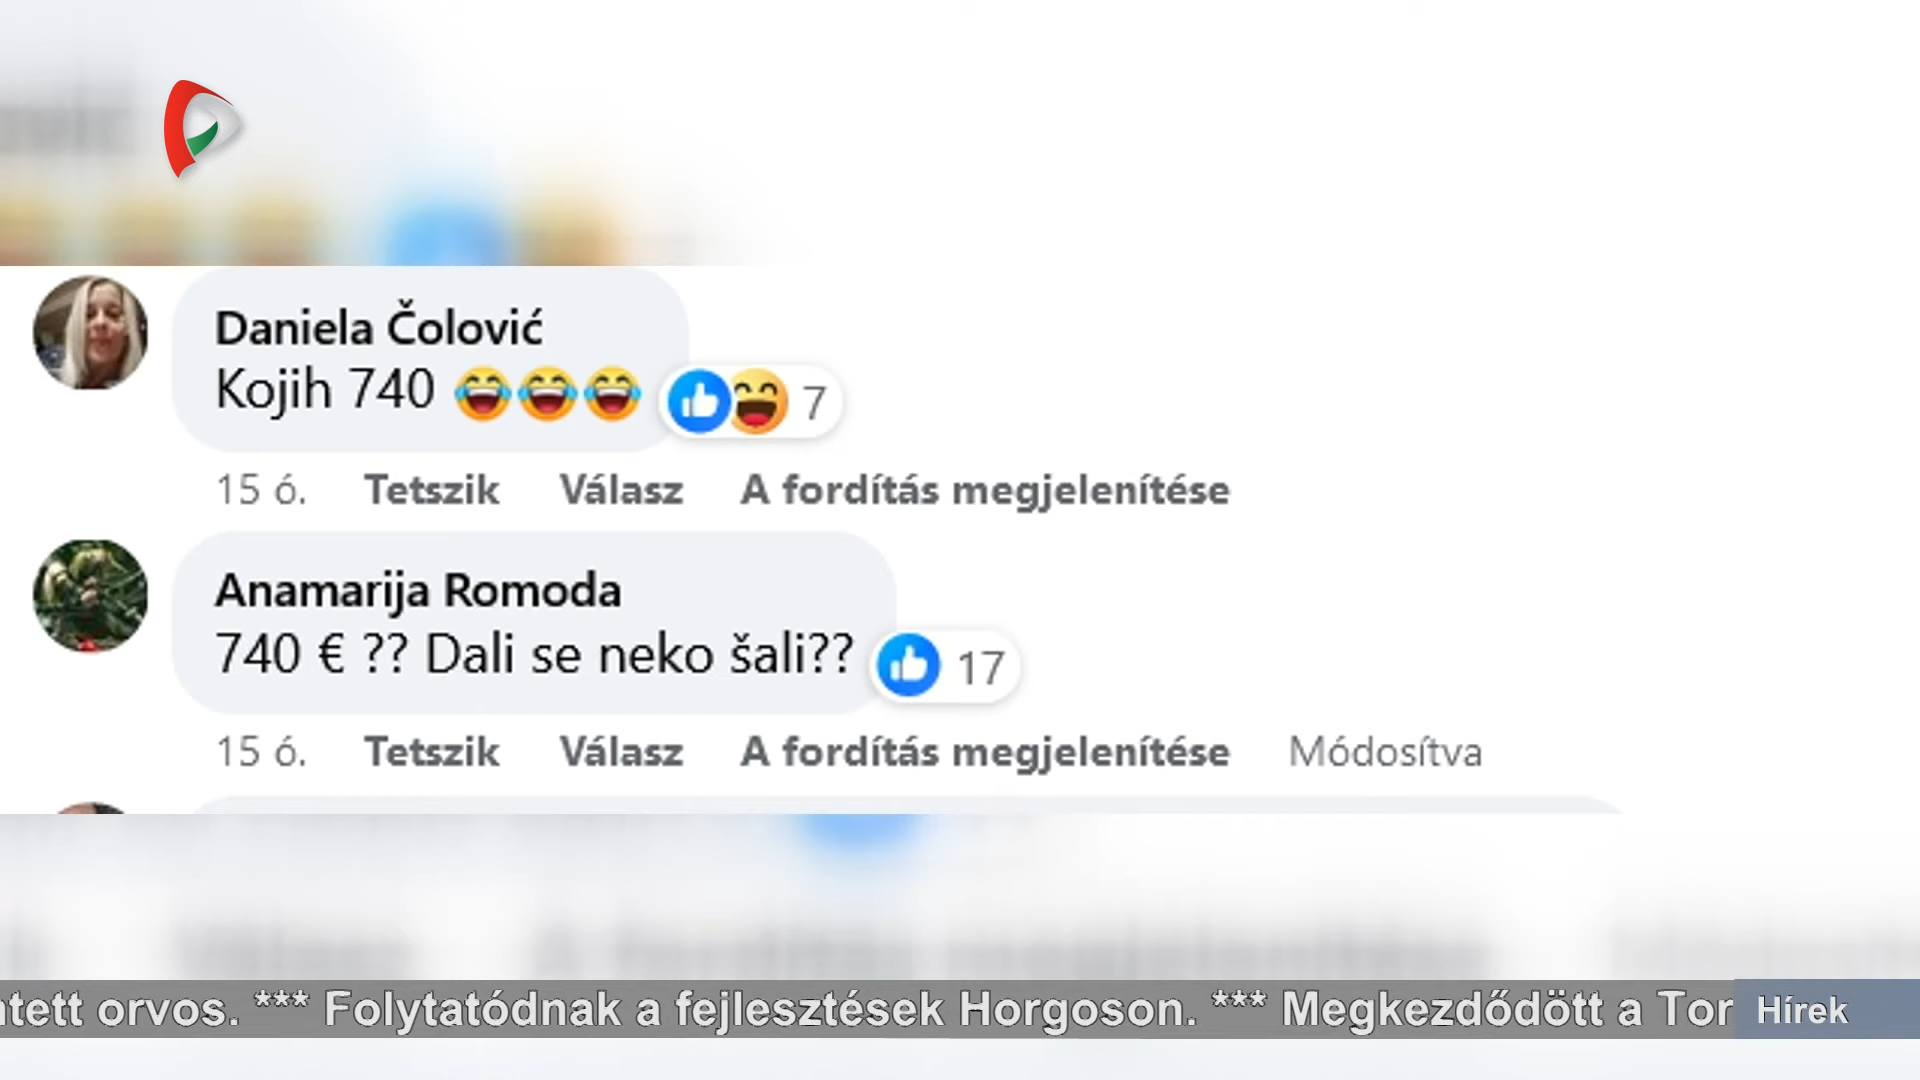 Daniela Čolović
Kojih 740 😂😂😂 7
15 ó. Tetszik Válasz A fordítás megjelenítése
Anamarija Romoda
740 € ?? Dali se neko šali?? 17
15 ó. Tetszik Válasz A fordítás megjelenítése Módosítva
orvos. *** Folytatódnak a fejlesztések Horgoson. *** Megkezdődött a Tor Hírek